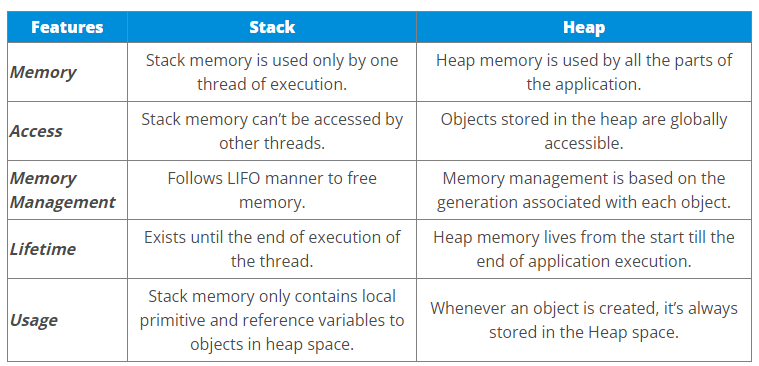 Features Stack Heap
Memory
Stack memory is used only by one
thread of execution.
Heap memory is used by all the parts of
the application.
Access
Stack memory can’t be accessed by
other threads.
Objects stored in the heap are globally
accessible.
Memory
Management
Follows LIFO manner to free
memory.
Memory management is based on the
generation associated with each object.
Lifetime
Exists until the end of execution of
the thread.
Heap memory lives from the start till the
end of application execution.
Usage
Stack memory only contains local
primitive and reference variables to
objects in heap space.
Whenever an object is created, it’s always
stored in the Heap space.